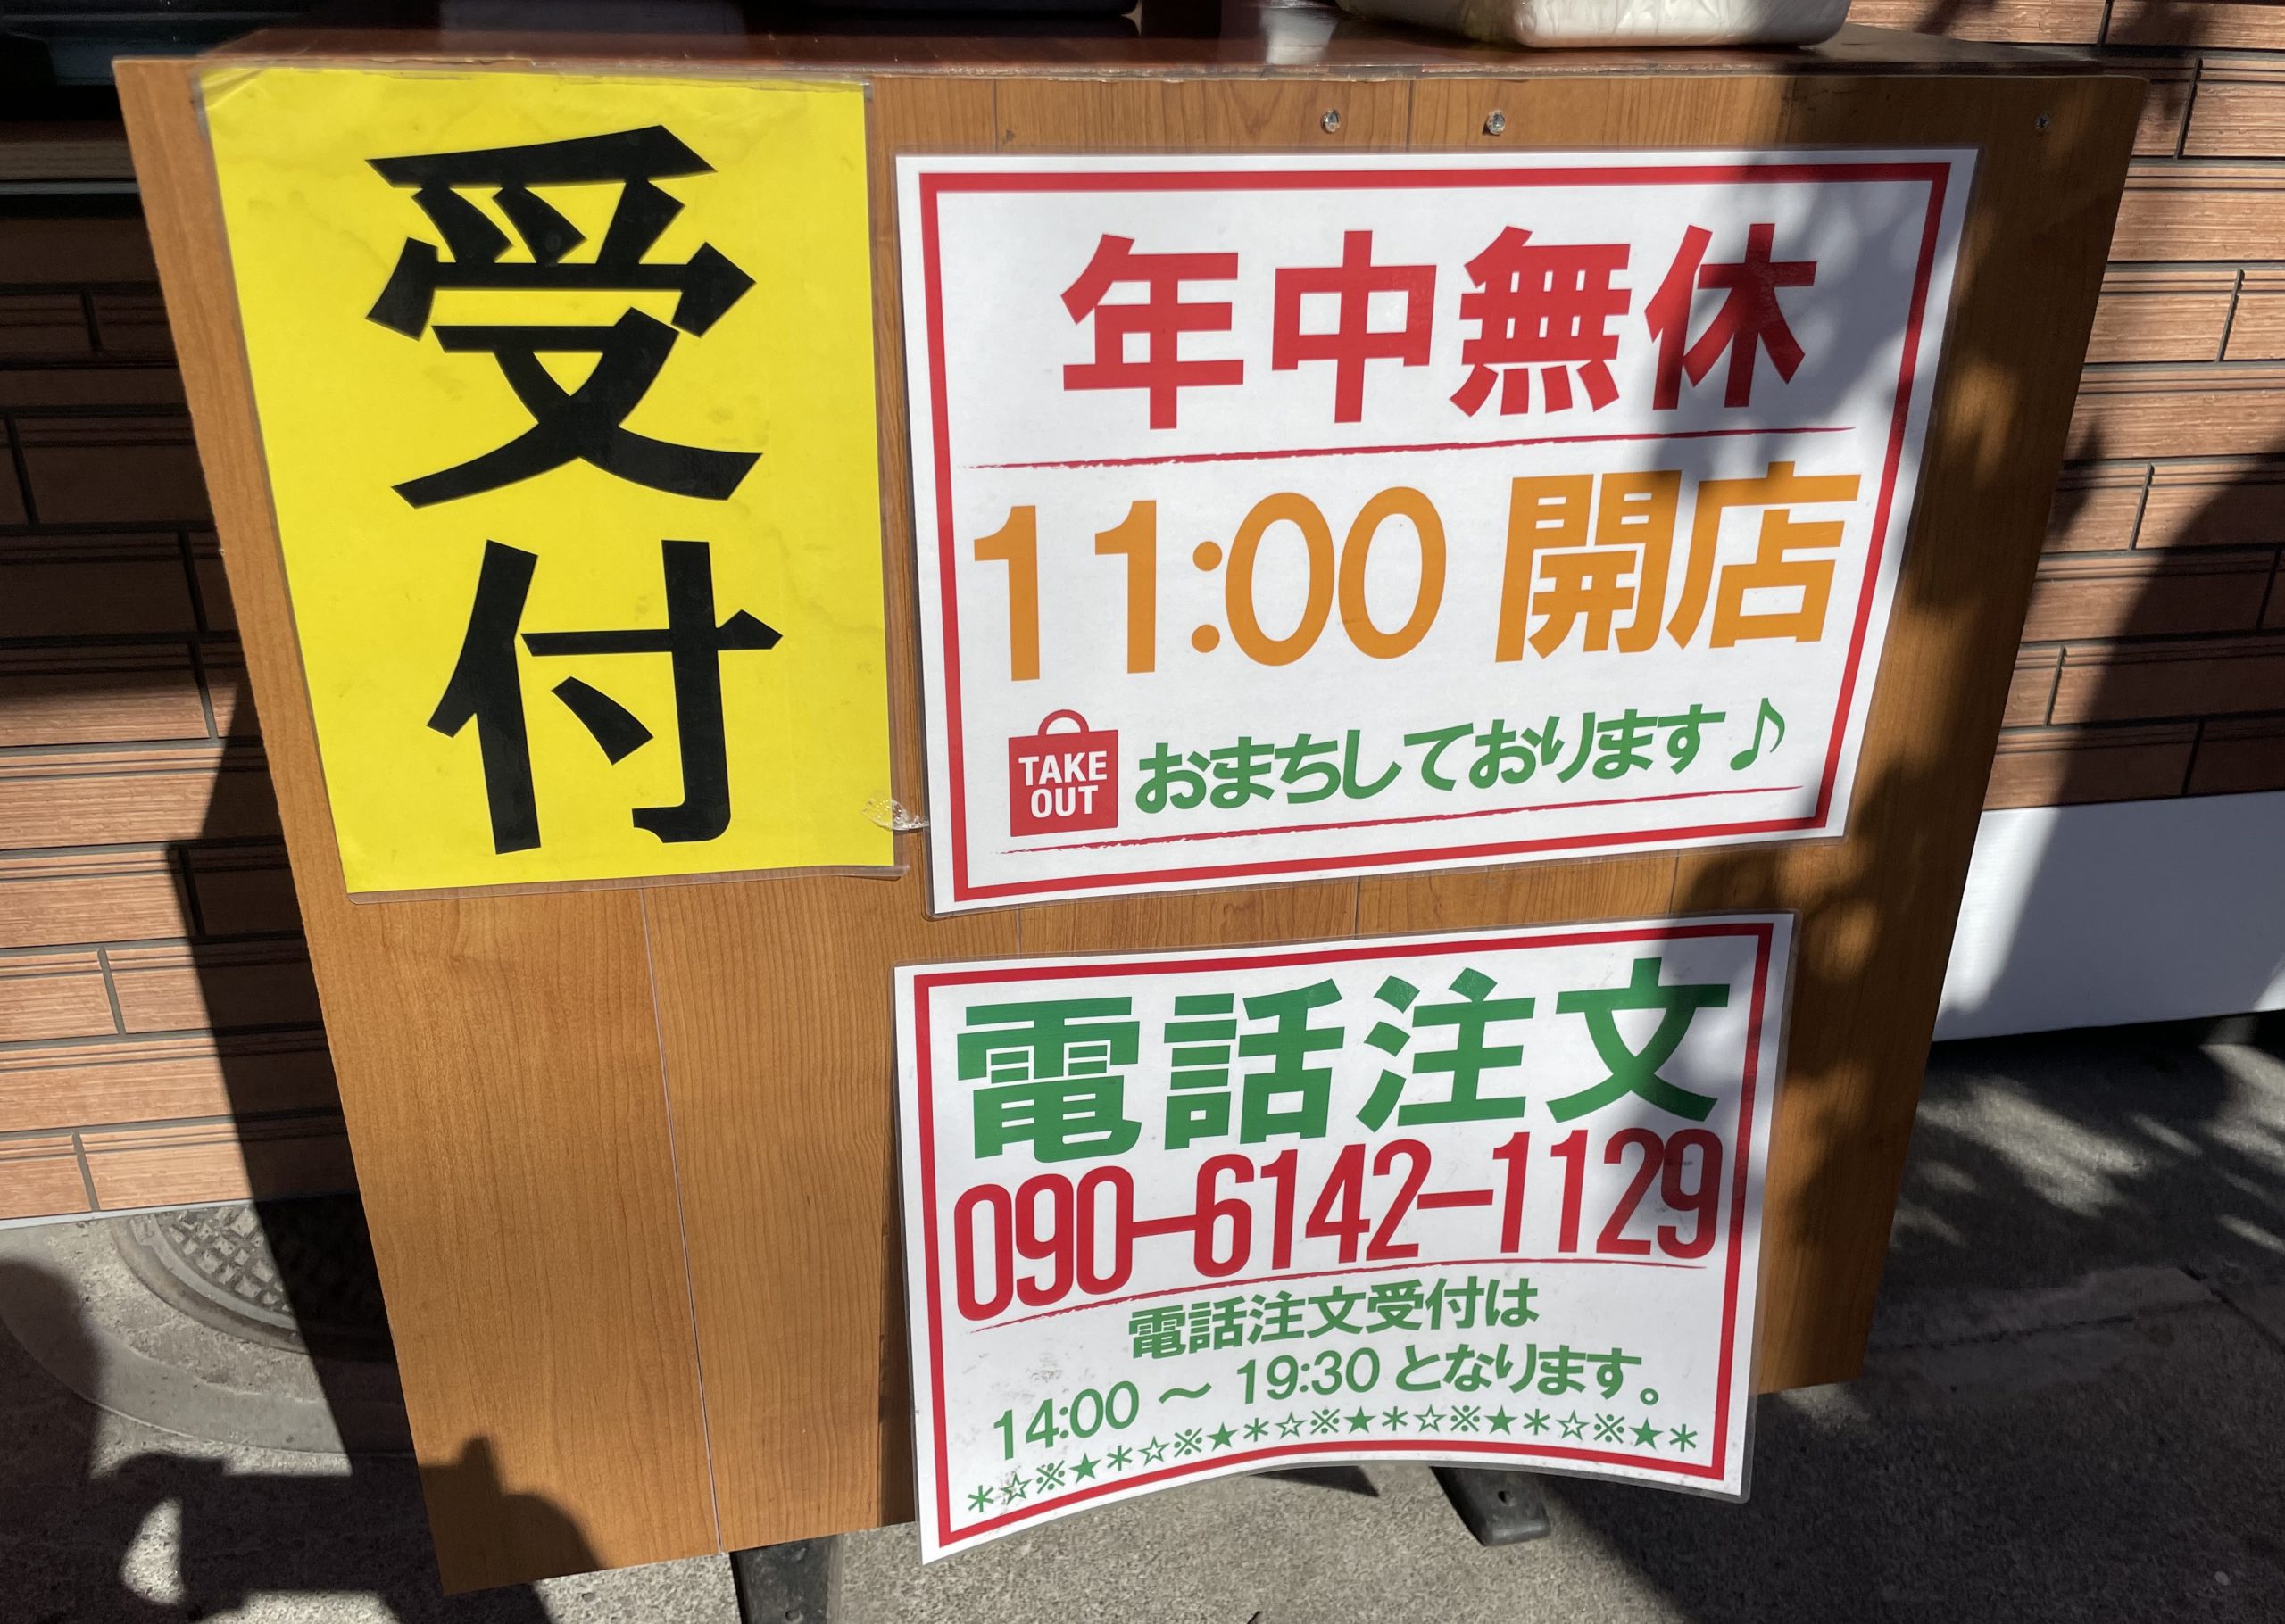 受付
年中無休
11:00 開店
TAKE OUT おまちしております♪
電話注文
090-6142-1129
電話注文受付は
14:00 ～ 19:30 となります。
＊☆※★＊☆※★＊☆※★＊☆※★＊☆※★＊